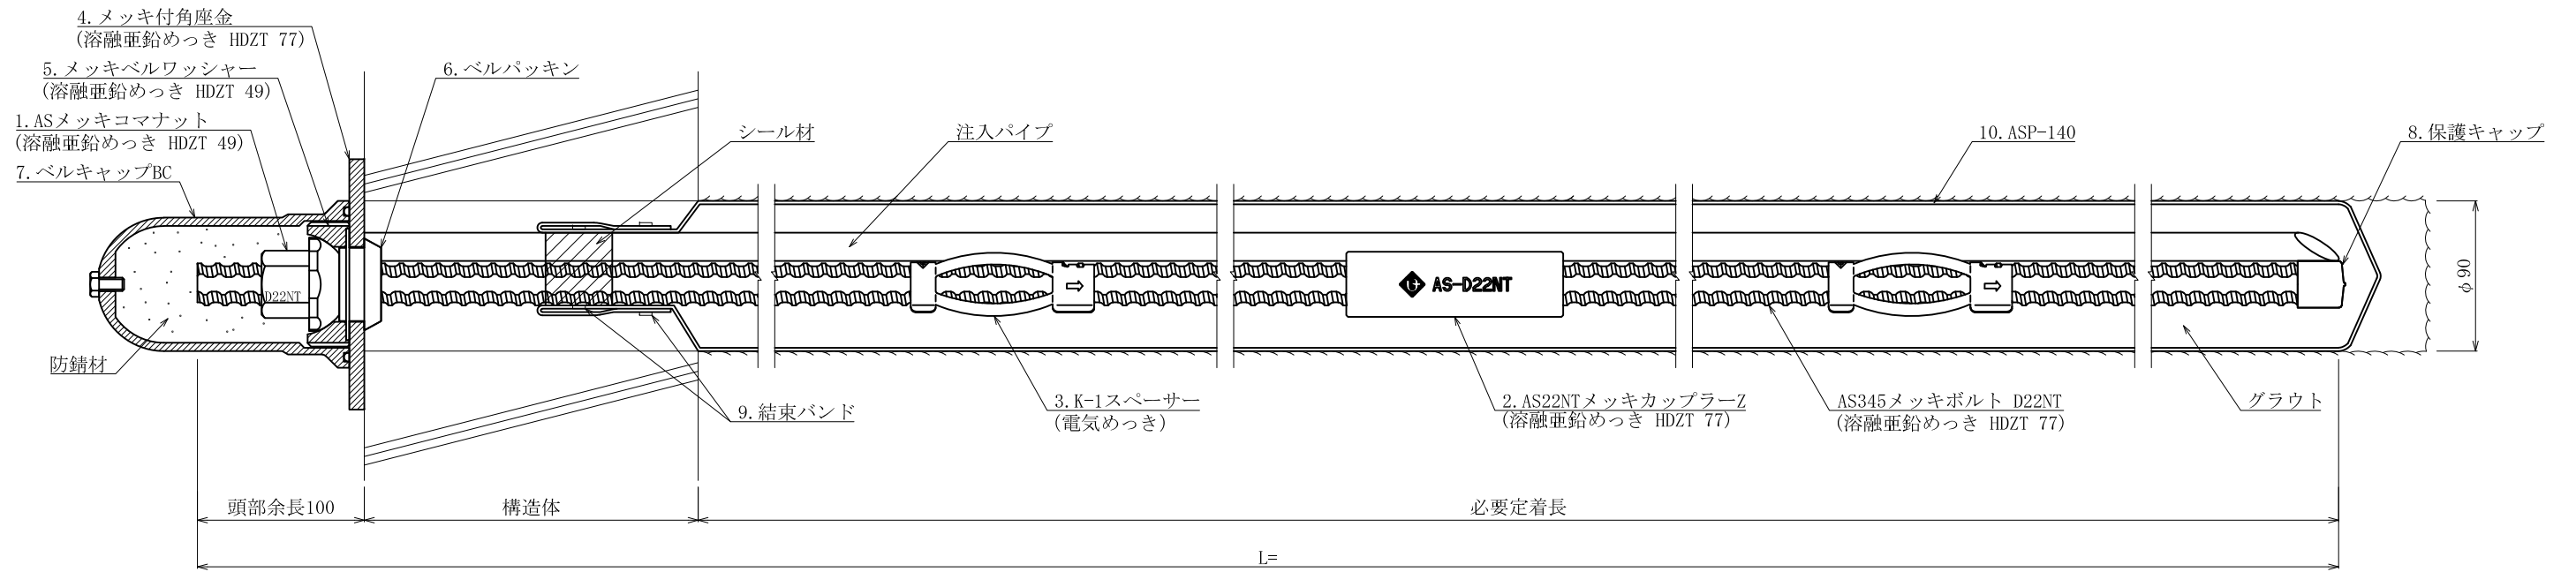 4.メッキ付角座金
(溶融亜鉛めっき HDZT 77)
5.メッキベルワッシャー
(溶融亜鉛めっき HDZT 49)
1.ASメッキコマナット
(溶融亜鉛めっき HDZT 49)
7.ベルキャップBC
6.ベルパッキン
シール材
注入パイプ
10.ASP-140
8.保護キャップ
D22NT
AS-D22NT
φ90
防錆材
9.結束バンド
3.K-1スペーサー
(電気めっき)
2.AS22NTメッキカップラーZ
(溶融亜鉛めっき HDZT 77)
AS345メッキボルト D22NT
(溶融亜鉛めっき HDZT 77)
グラウト
頭部余長100
構造体
必要定着長
L=